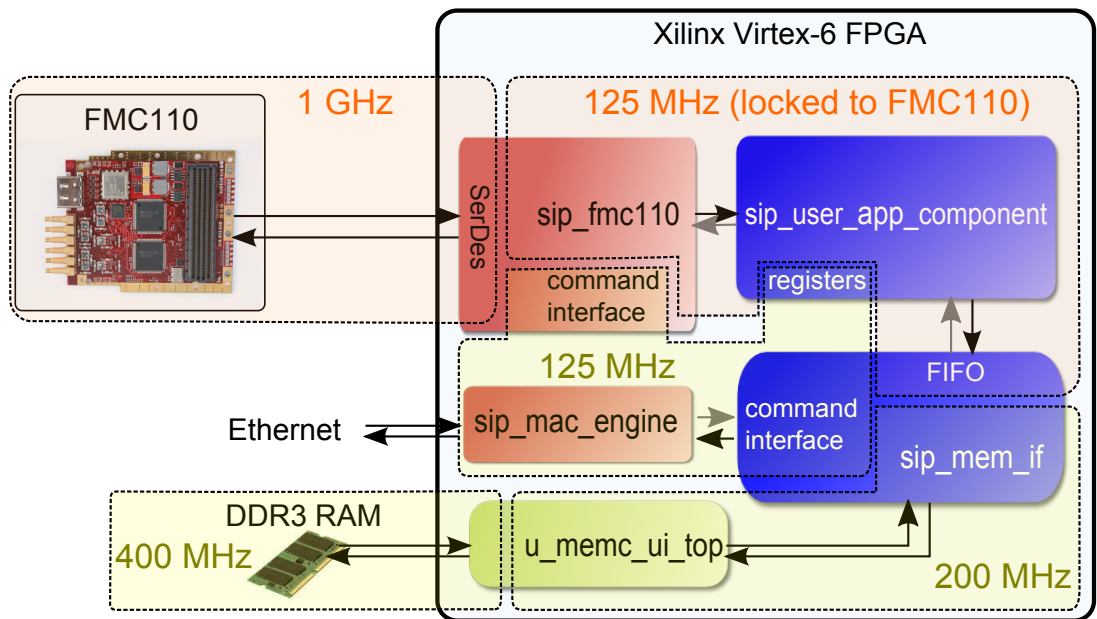 Xilinx Virtex-6 FPGA
1 GHz
125 MHz (locked to FMC110)
FMC110
SerDes
sip_fmc110
sip_user_app_component
command
interface
registers
125 MHz
FIFO
Ethernet
sip_mac_engine
command
interface
sip_mem_if
DDR3 RAM
400 MHz
u_memc_ui_top
200 MHz